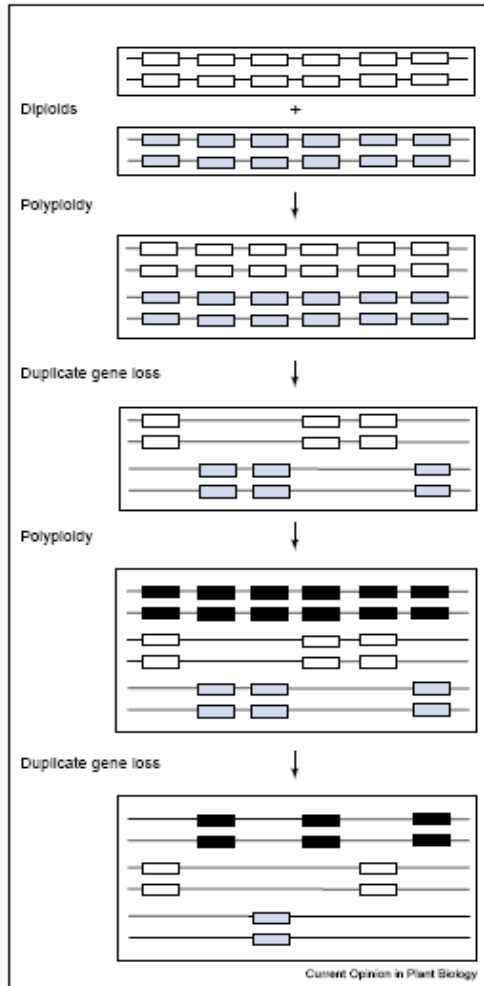 Diploids
+
Polyploidy
Duplicate gene loss
Polyploidy
Duplicate gene loss
Current Opinion in Plant Biology